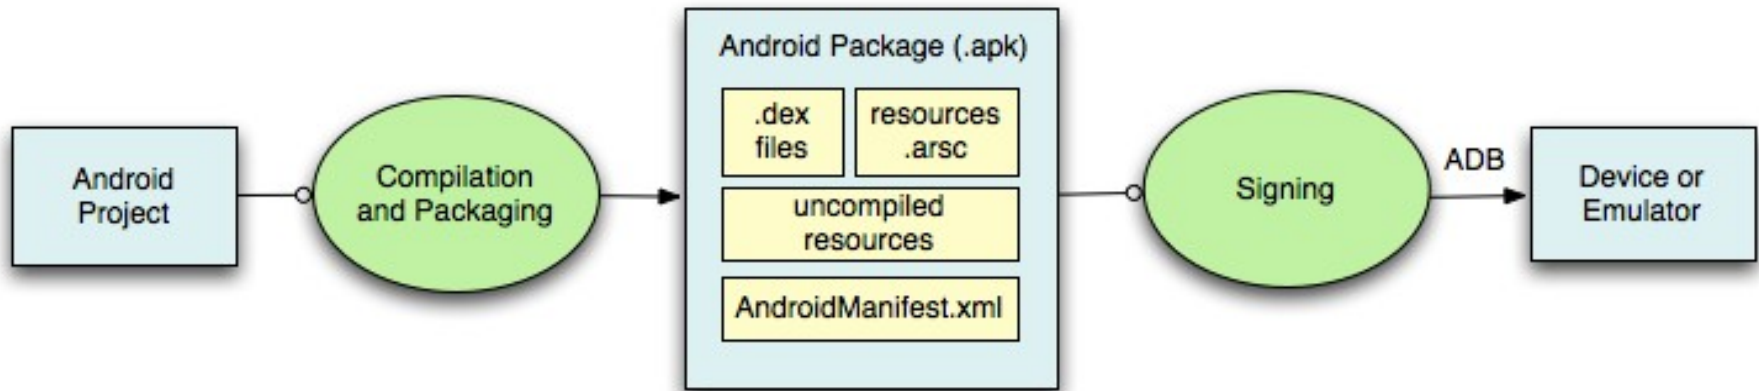 Android
Project
Compilation
and Packaging
Android Package (.apk)
.dex
files
resources
.arsc
uncompiled
resources
AndroidManifest.xml
Signing
ADB
Device or
Emulator